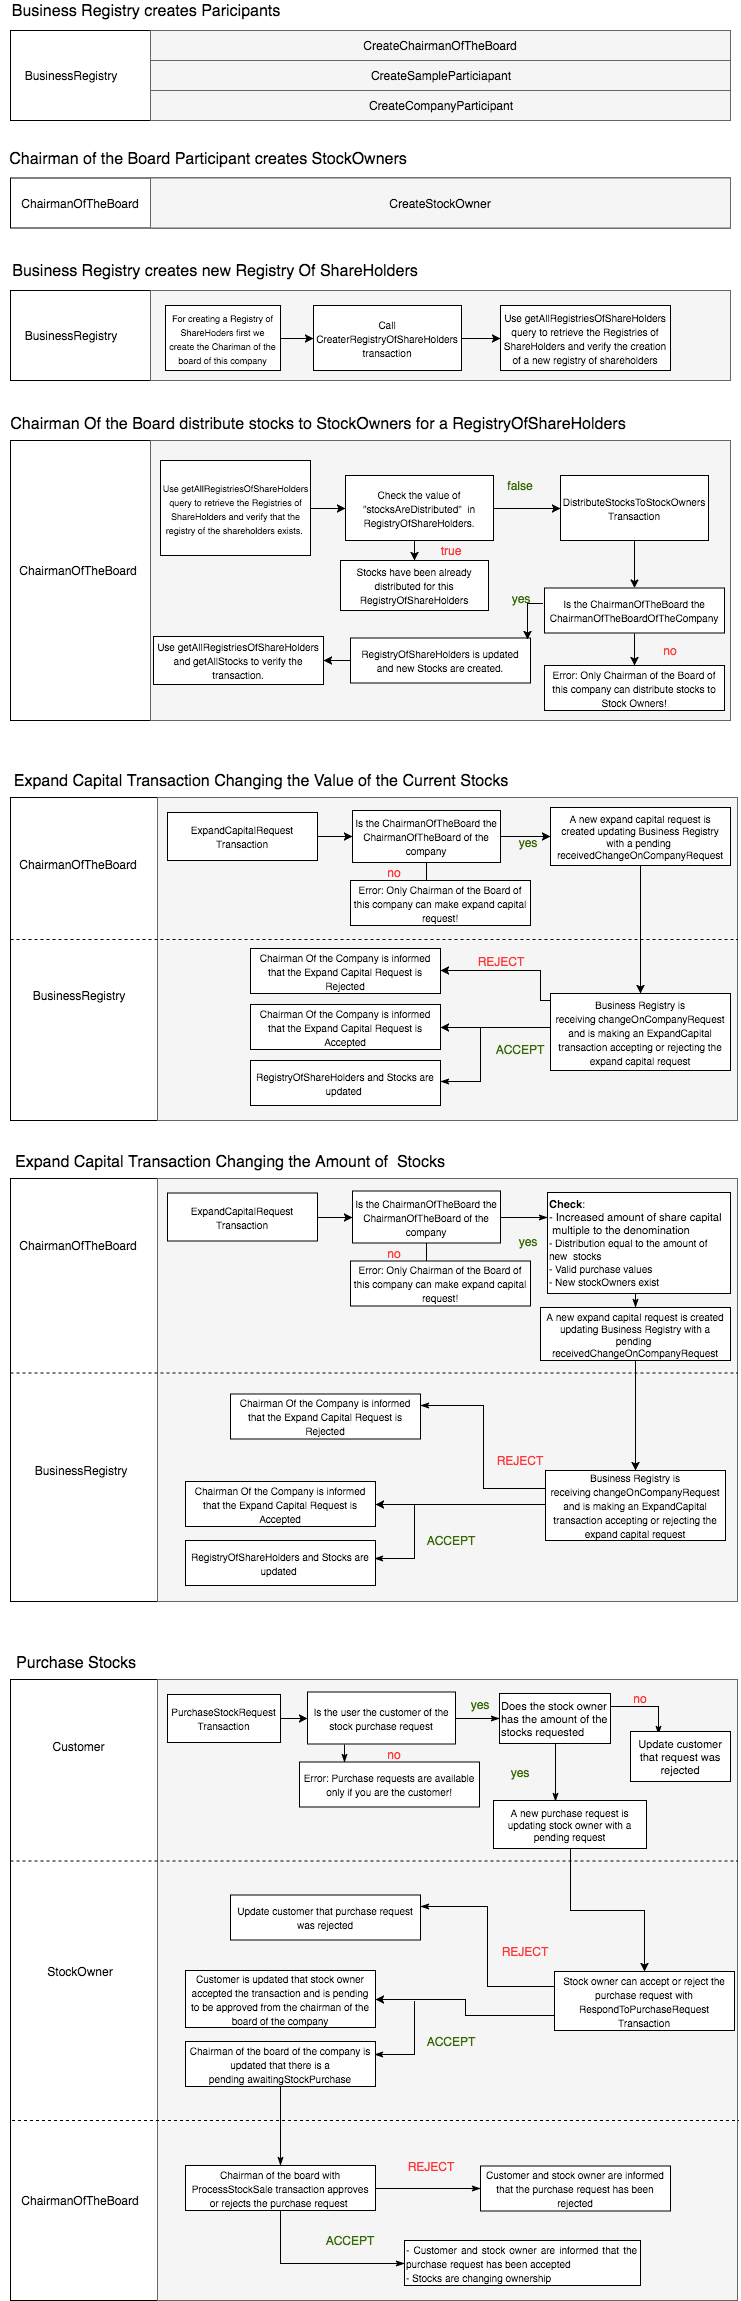 Business Registry creates Paricipants
BusinessRegistry
CreateChairmanOfTheBoard
CreateSampleParticiapant
CreateCompanyParticipant
Chairman of the Board Participant creates StockOwners
ChairmanOfTheBoard
CreateStockOwner
Business Registry creates new Registry Of ShareHolders
BusinessRegistry
For creating a Registry of
ShareHoders first we
create the Chariman of the
board of this company
Call
CreaterRegistryOfShareHolders
transaction
Use getAllRegistriesOfShareHolders
query to retrieve the Registries of
ShareHolders and verify the creation
of a new registry of shareholders
Chairman Of the Board distribute stocks to StockOwners for a RegistryOfShareHolders
ChairmanOfTheBoard
Use getAllRegistriesOfShareHolders
query to retrieve the Registries of
ShareHolders and verify that the
registry of the shareholders exists.
Check the value of
"stocksAreDistributed" in
RegistryOfShareHolders.
false
DistributeStocksToStockOwners
Transaction
true
Stocks have been already
distributed for this
RegistryOfShareHolders
yes
Is the ChairmanOfTheBoard the
ChairmanOfTheBoardOfTheCompany
Use getAllRegistriesOfShareHolders
and getAllStocks to verify the
transaction.
RegistryOfShareHolders is updated
and new Stocks are created.
no
Error: Only Chairman of the Board of
this company can distribute stocks to
Stock Owners!
Expand Capital Transaction Changing the Value of the Current Stocks
ChairmanOfTheBoard
ExpandCapitalRequest
Transaction
Is the ChairmanOfTheBoard the
ChairmanOfTheBoard of the
company
yes
A new expand capital request is
created updating Business Registry
with a pending
receivedChangeOnCompanyRequest
no
Error: Only Chairman of the Board of
this company can make expand capital
request!
BusinessRegistry
Chairman Of the Company is informed
that the Expand Capital Request is
Rejected
REJECT
Chairman Of the Company is informed
that the Expand Capital Request is
Accepted
ACCEPT
Business Registry is
receiving changeOnCompanyRequest
and is making an ExpandCapital
transaction accepting or rejecting the
expand capital request
RegistryOfShareHolders and Stocks are
updated
Expand Capital Transaction Changing the Amount of  Stocks
ChairmanOfTheBoard
ExpandCapitalRequest
Transaction
Is the ChairmanOfTheBoard the
ChairmanOfTheBoard of the
company
yes
Check:
- Increased amount of share capital
multiple to the denomination
- Distribution equal to the amount of
new  stocks
- Valid purchase values
- New stockOwners exist
no
Error: Only Chairman of the Board of
this company can make expand capital
request!
A new expand capital request is created
updating Business Registry with a
pending
receivedChangeOnCompanyRequest
BusinessRegistry
Chairman Of the Company is informed
that the Expand Capital Request is
Rejected
REJECT
Chairman Of the Company is informed
that the Expand Capital Request is
Accepted
ACCEPT
Business Registry is
receiving changeOnCompanyRequest
and is making an ExpandCapital
transaction accepting or rejecting the
expand capital request
RegistryOfShareHolders and Stocks are
updated
Purchase Stocks
Customer
PurchaseStockRequest
Transaction
Is the user the customer of the
stock purchase request
yes
Does the stock owner
has the amount of the
stocks requested
no
Update customer
that request was
rejected
no
Error: Purchase requests are available
only if you are the customer!
yes
A new purchase request is
updating stock owner with a
pending request
StockOwner
Update customer that purchase request
was rejected
REJECT
Stock owner can accept or reject the
purchase request with
RespondToPurchaseRequest
Transaction
Customer is updated that stock owner
accepted the transaction and is pending
to be approved from the chairman of the
board of the company
ACCEPT
Chairman of the board of the company is
updated that there is a
pending awaitingStockPurchase
ChairmanOfTheBoard
Chairman of the board with
ProcessStockSale transaction approves
or rejects the purchase request
REJECT
Customer and stock owner are informed
that the purchase request has been
rejected
ACCEPT
- Customer and stock owner are informed that the
purchase request has been accepted
- Stocks are changing ownership